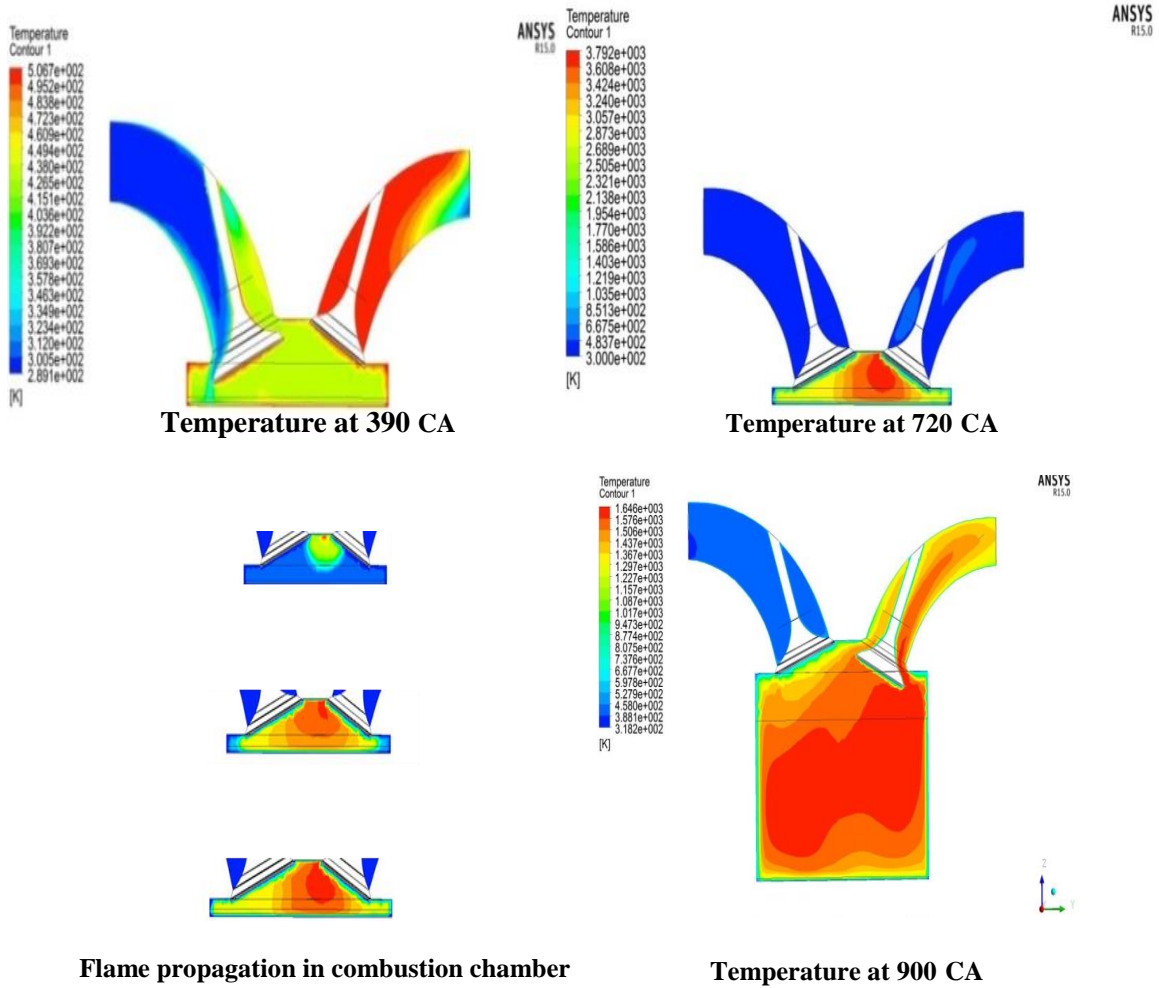 Temperature
Contour 1
5.067e+002
4.952e+002
4.838e+002
4.723e+002
4.609e+002
4.494e+002
4.380e+002
4.265e+002
4.151e+002
4.036e+002
3.922e+002
3.807e+002
3.693e+002
3.578e+002
3.463e+002
3.349e+002
3.234e+002
3.120e+002
3.005e+002
2.891e+002
[K]
ANSYS
R15.0
Temperature at 390 CA
Temperature
Contour 1
3.792e+003
3.608e+003
3.424e+003
3.240e+003
3.057e+003
2.873e+003
2.689e+003
2.505e+003
2.321e+003
2.138e+003
1.954e+003
1.770e+003
1.586e+003
1.403e+003
1.219e+003
1.035e+003
8.513e+002
6.675e+002
4.837e+002
3.000e+002
[K]
ANSYS
R15.0
Temperature at 720 CA
Flame propagation in combustion chamber
Temperature
Contour 1
1.646e+003
1.576e+003
1.506e+003
1.437e+003
1.367e+003
1.297e+003
1.227e+003
1.157e+003
1.087e+003
1.017e+003
9.473e+002
8.774e+002
8.075e+002
7.376e+002
6.677e+002
5.978e+002
5.279e+002
4.580e+002
3.881e+002
3.182e+002
[K]
ANSYS
R15.0
Z
Y
Temperature at 900 CA